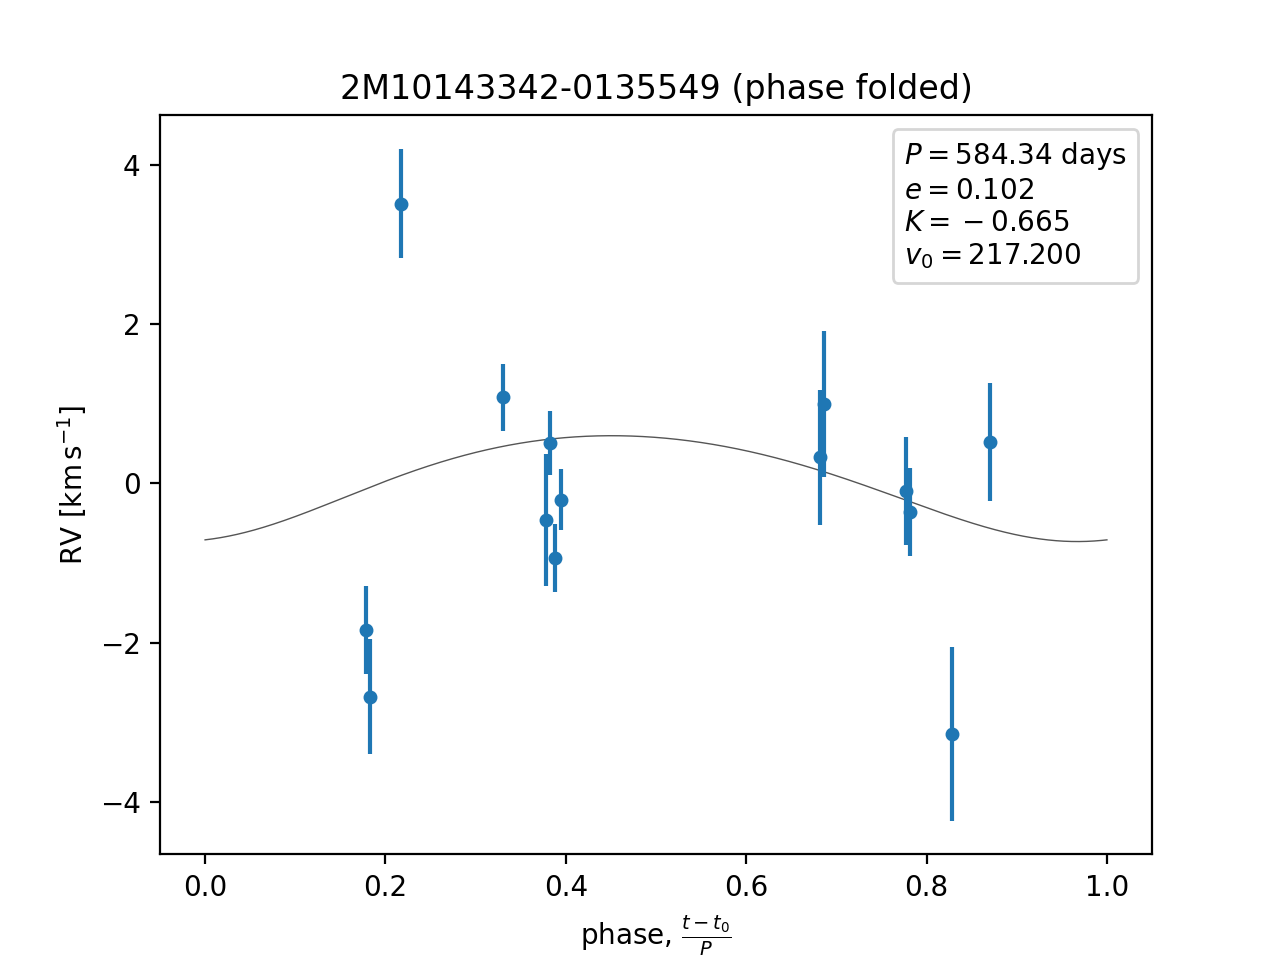 2M10143342-0135549 (phase folded)
P = 584.34 days
e = 0.102
K = −0.665
v₀ = 217.200
4
2
0
−2
−4
RV [km s⁻¹]
0.0 0.2 0.4 0.6 0.8 1.0
phase, (t − t₀)/P